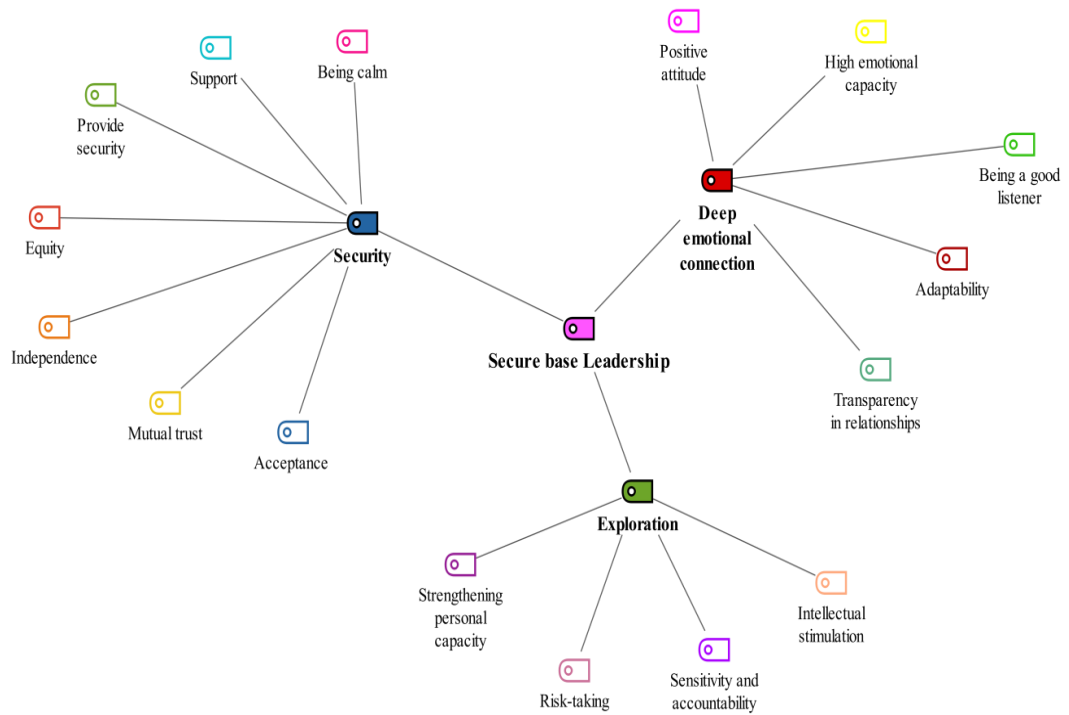 Support
Being calm
Provide
security
Equity
Security
Independence
Mutual trust
Acceptance
Positive
attitude
High emotional
capacity
Being a good
listener
Deep
emotional
connection
Adaptability
Transparency
in relationships
Secure base Leadership
Exploration
Strengthening
personal
capacity
Risk-taking
Sensitivity and
accountability
Intellectual
stimulation